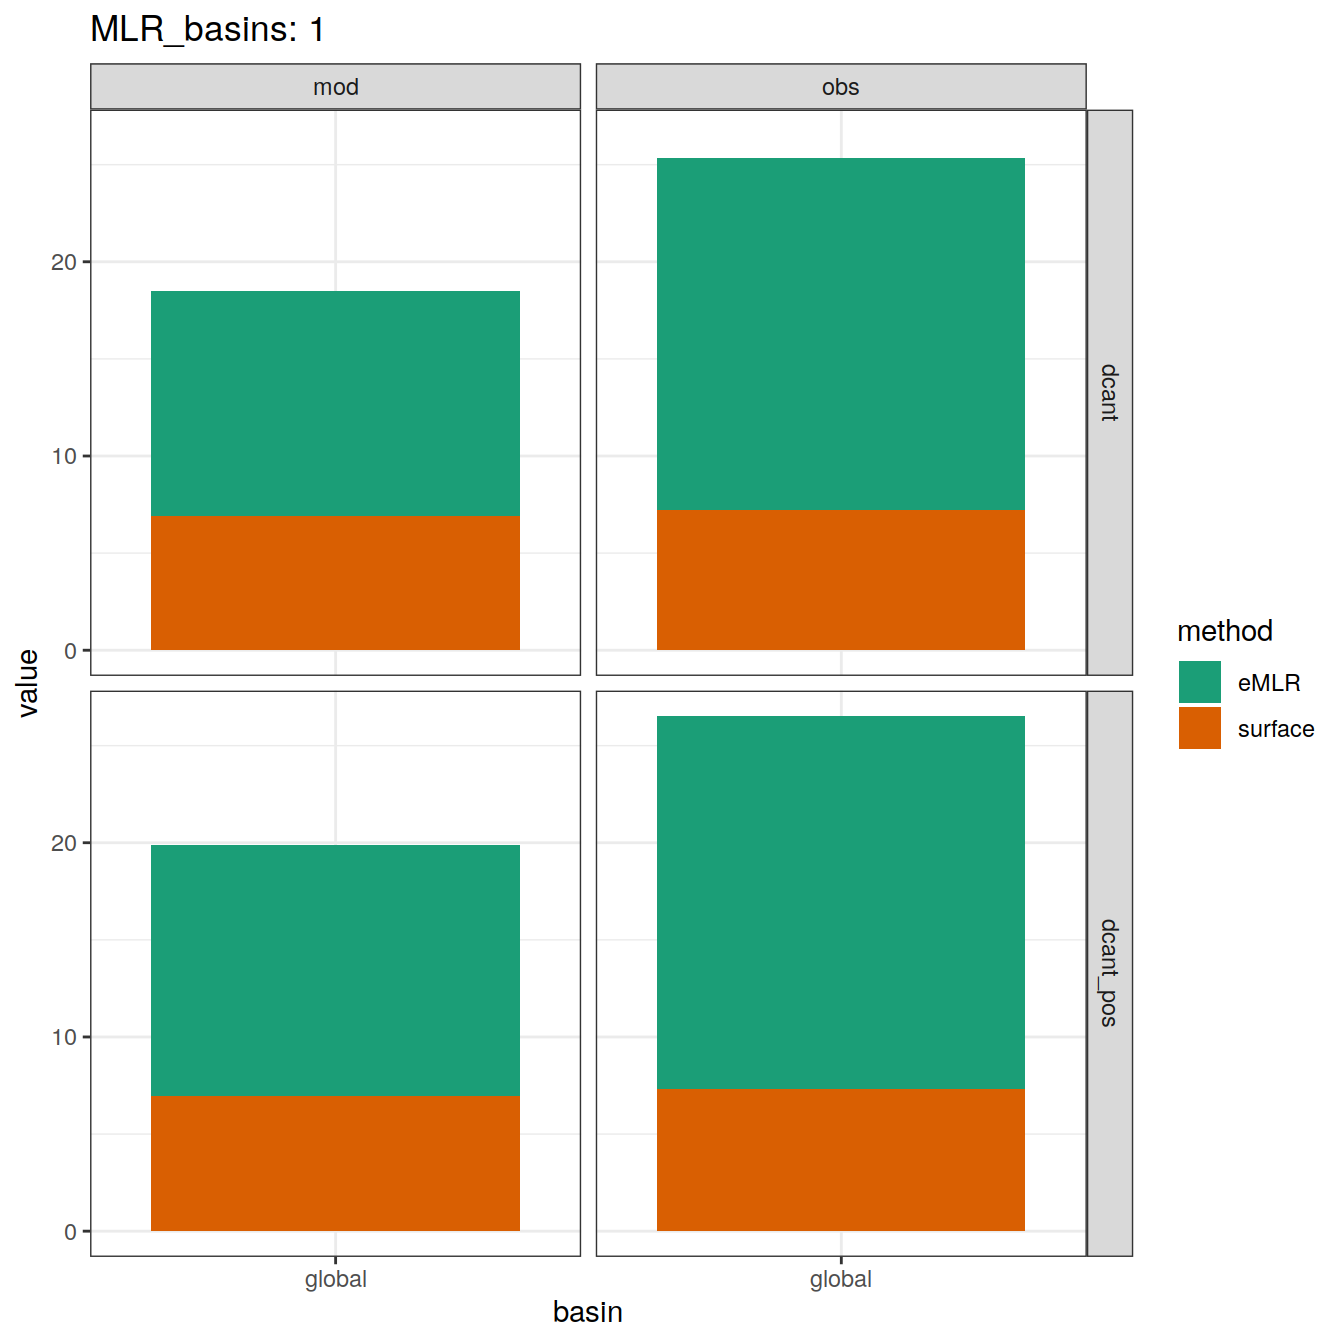 MLR_basins: 1
mod
obs
20
10
0
dcant
20
10
0
dcant_pos
value
global
global
basin
method
eMLR
surface